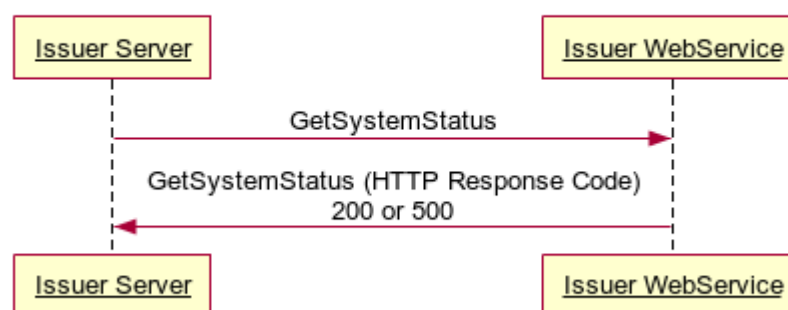 Issuer Server
Issuer WebService
GetSystemStatus
GetSystemStatus (HTTP Response Code)
200 or 500
Issuer Server
Issuer WebService